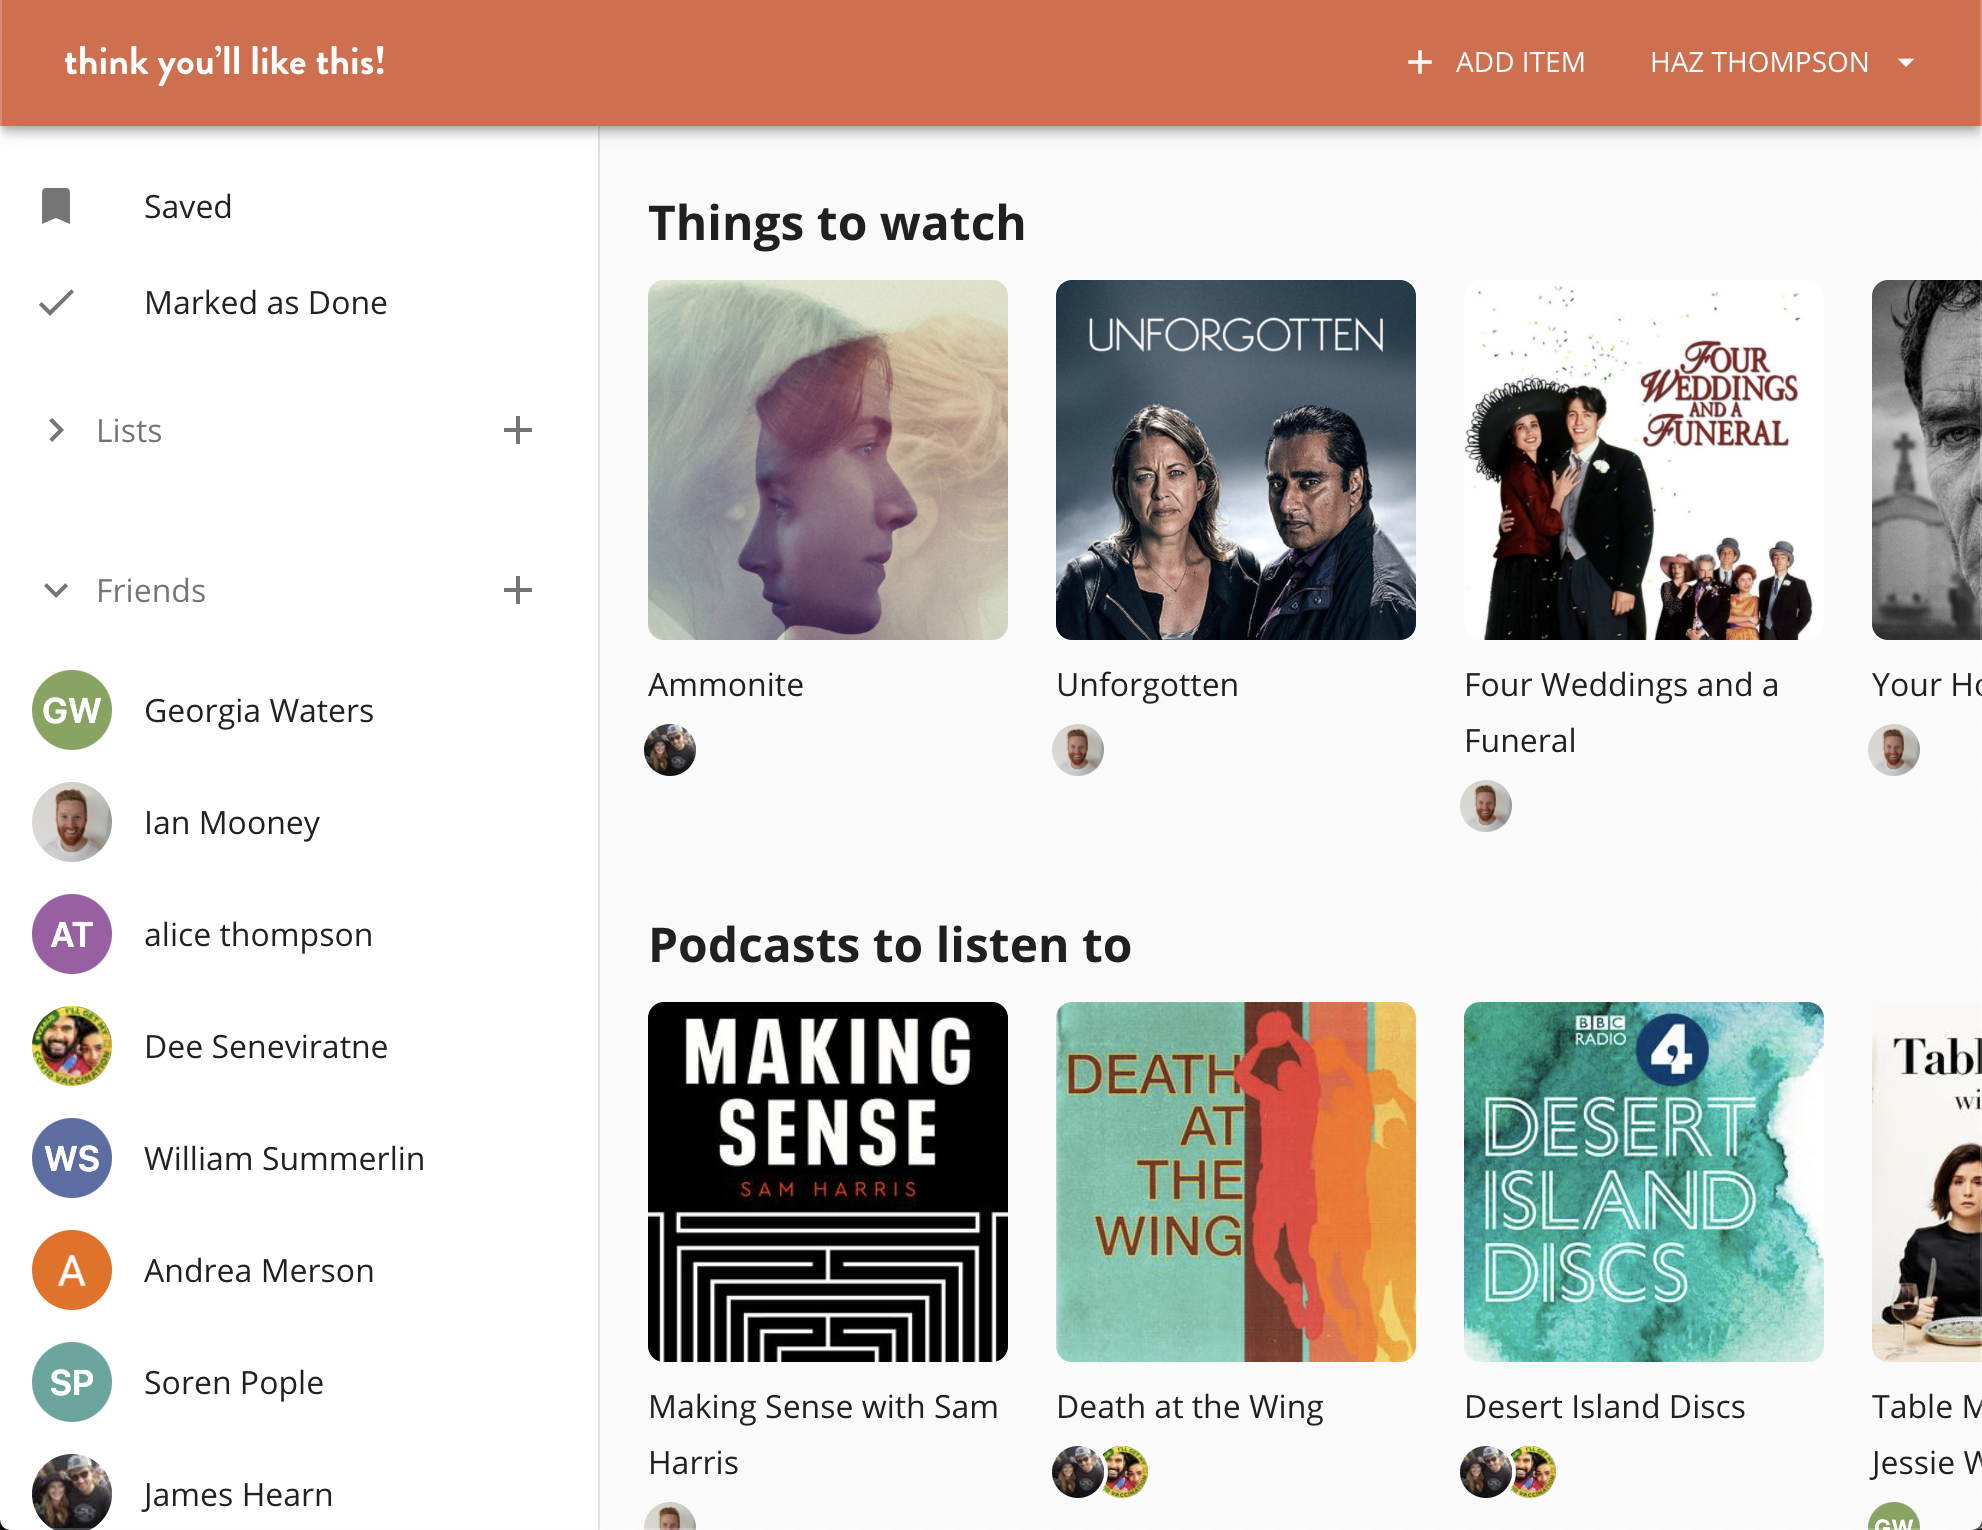 think you'll like this!
ADD ITEM
HAZ THOMPSON
Saved
Marked as Done
Lists
Friends
GW
Georgia Waters
Ian Mooney
AT
alice thompson
Dee Seneviratne
WS
William Summerlin
A
Andrea Merson
SP
Soren Pople
James Hearn
Things to watch
UNFORGOTTEN
FOUR
WEDDINGS
AND A
FUNERAL
Ammonite
Unforgotten
Four Weddings and a
Funeral
Your
Podcasts to listen to
MAKING
SENSE
SAM HARRIS
DEATH
AT
THE
WING
BBC
RADIO
4
DESERT
ISLAND
DISCS
Making Sense with Sam
Harris
Death at the Wing
Desert Island Discs
Table
Jessie
GW